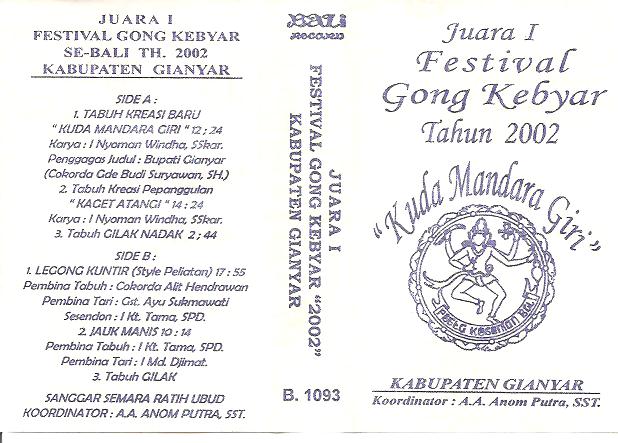 JUARA I
FESTIVAL GONG KEBYAR
SE-BALI TH. 2002
KABUPATEN GIANYAR
SIDE A :
1. TABUH KREASI BARU
" KUDA MANDARA GIRI " 12 ; 24
Karya : I Nyoman Windha, SSkar.
Penggagas Judul : Bupati Gianyar
(Cokorda Gde Budi Suryawan, SH.)
2. Tabuh Kreasi Pepanggulan
" KAGET ATANGI " 14 : 24
Karya : I Nyoman Windha, SSkar.
3. Tabuh GILAK NADAK 2 ; 44
SIDE B :
1. LEGONG KUNTIR (Style Peliatan) 17 : 55
Pembina Tabuh : Cokorda Alit Hendrawan
Pembina Tari : Gst. Ayu Sukmawati
Sesendon : I Kt. Tama, SPD.
2. JAUK MANIS 10 : 14
Pembina Tabuh : I Kt. Tama, SPD.
Pembina Tari : I Md. Djimat.
3. Tabuh GILAK
SANGGAR SEMARA RATIH UBUD
KOORDINATOR : A.A. ANOM PUTRA, SST.
BALI
RECORD
JUARA I
FESTIVAL GONG KEBYAR "2002"
KABUPATEN GIANYAR
B. 1093
Juara I
Festival
Gong Kebyar
Tahun 2002
"Kuda Mandara Giri"
Pesta Kesenian Bali
KABUPATEN GIANYAR
Koordinator : A.A. Anom Putra, SST.